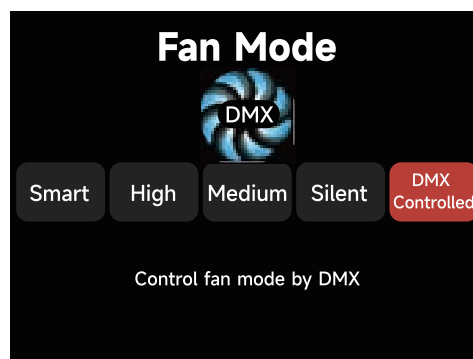 Fan Mode
DMX
Smart High Medium Silent DMX Controlled
Control fan mode by DMX